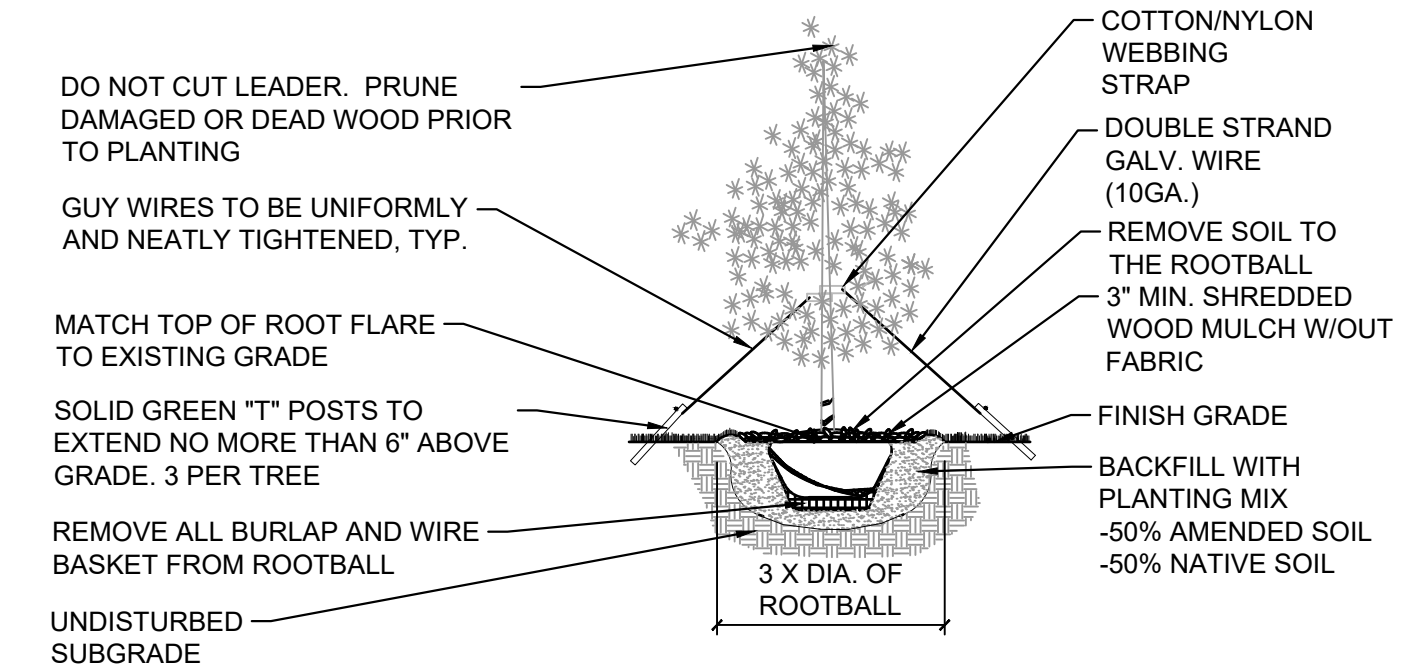 DO NOT CUT LEADER.  PRUNE
DAMAGED OR DEAD WOOD PRIOR
TO PLANTING
GUY WIRES TO BE UNIFORMLY
AND NEATLY TIGHTENED, TYP.
MATCH TOP OF ROOT FLARE
TO EXISTING GRADE
SOLID GREEN "T" POSTS TO
EXTEND NO MORE THAN 6" ABOVE
GRADE. 3 PER TREE
REMOVE ALL BURLAP AND WIRE
BASKET FROM ROOTBALL
UNDISTURBED
SUBGRADE
3 X DIA. OF
ROOTBALL
COTTON/NYLON
WEBBING
STRAP
DOUBLE STRAND
GALV. WIRE
(10GA.)
REMOVE SOIL TO
THE ROOTBALL
3" MIN. SHREDDED
WOOD MULCH W/OUT
FABRIC
FINISH GRADE
BACKFILL WITH
PLANTING MIX
-50% AMENDED SOIL
-50% NATIVE SOIL